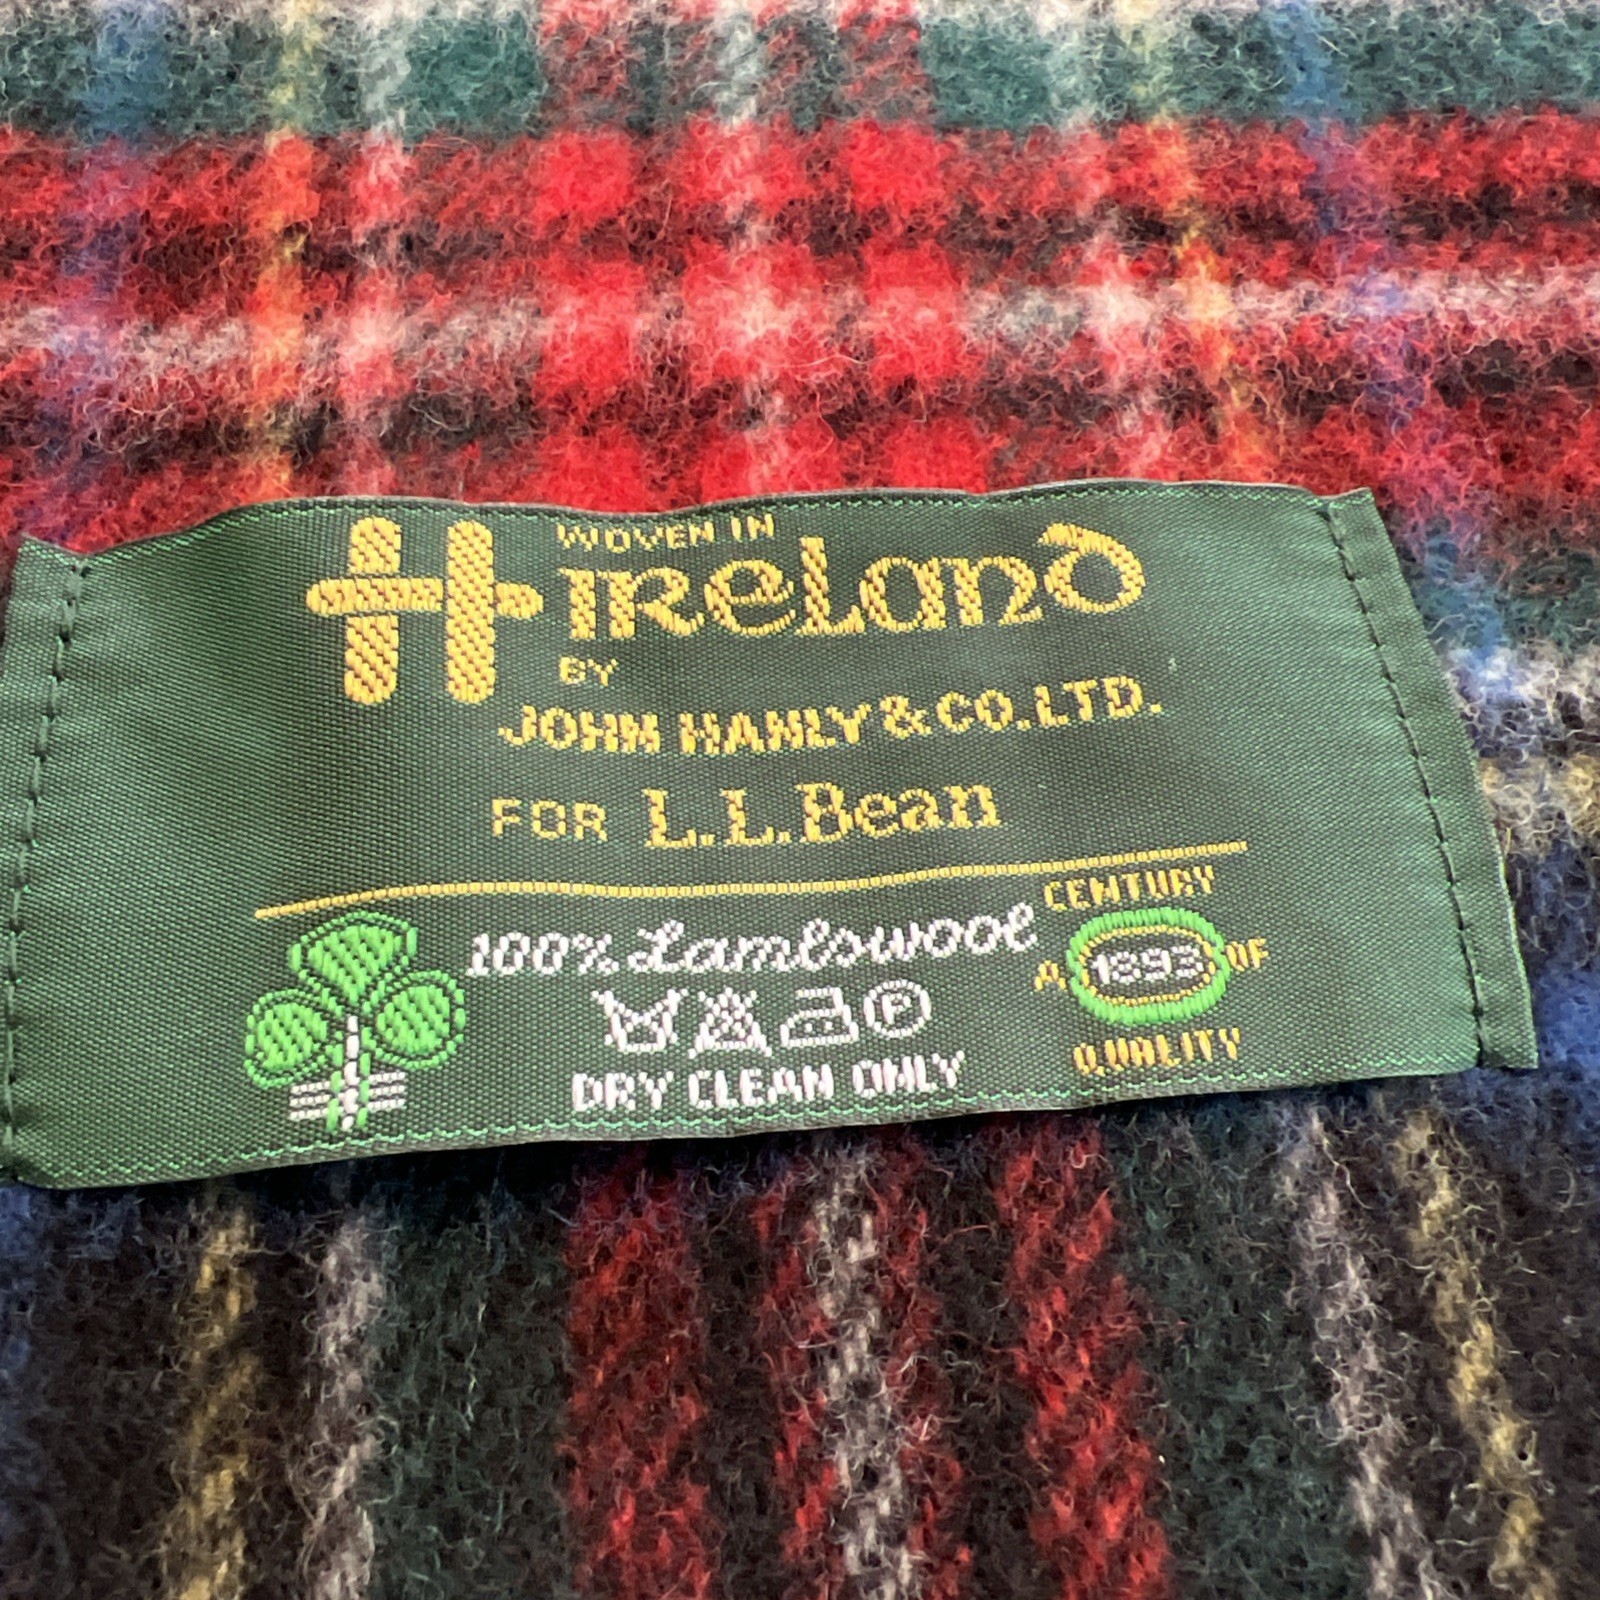 H
WOVEN IN
IRELAND
BY
JOHN HANLY & CO. LTD.
FOR L.L.Bean
100% Lambswool
P
DRY CLEAN ONLY
CENTURY
A 1893 OF
QUALITY